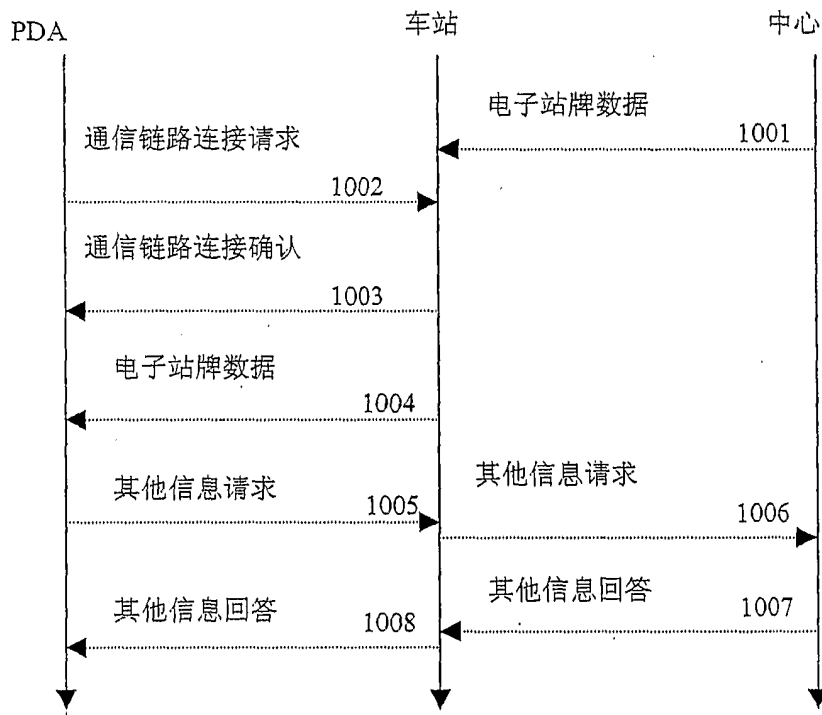 PDA
车站
中心
电子站牌数据
1001
通信链路连接请求
1002
通信链路连接确认
1003
电子站牌数据
1004
其他信息请求
1005
其他信息请求
1006
其他信息回答
1007
其他信息回答
1008